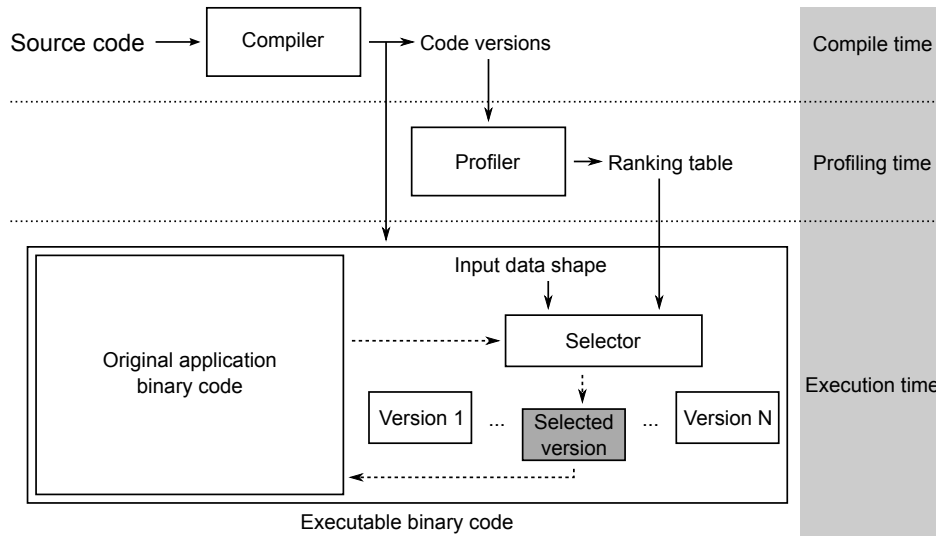 Source code
Compiler
Code versions
Compile time
Profiler
Ranking table
Profiling time
Input data shape
Original application
binary code
Selector
Execution time
Version 1
...
Selected
version
...
Version N
Executable binary code